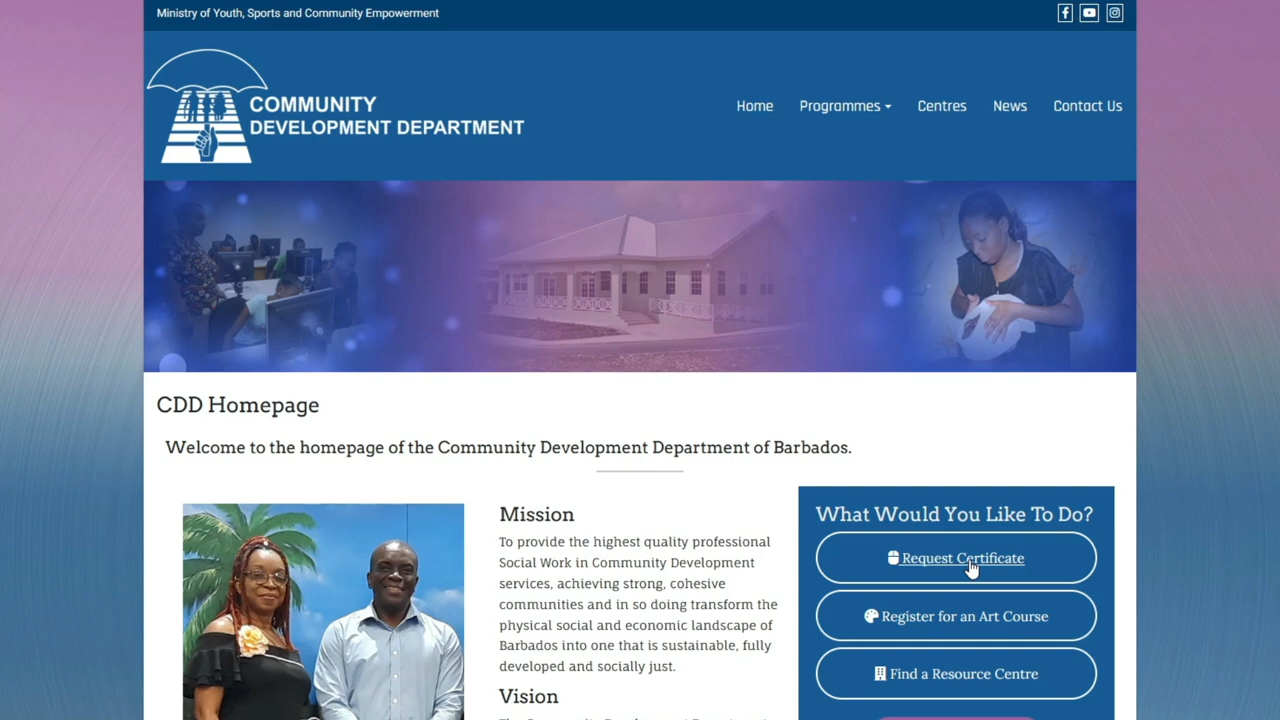 Ministry of Youth, Sports and Community Empowerment
COMMUNITY
DEVELOPMENT DEPARTMENT
Home
Programmes
Centres
News
Contact Us
CDD Homepage
Welcome to the homepage of the Community Development Department of Barbados.
Mission
To provide the highest quality professional
Social Work in Community Development
services, achieving strong, cohesive
communities and in so doing transform the
physical social and economic landscape of
Barbados into one that is sustainable, fully
developed and socially just.
Vision
The Community Development Department
What Would You Like To Do?
Request Certificate
Register for an Art Course
Find a Resource Centre